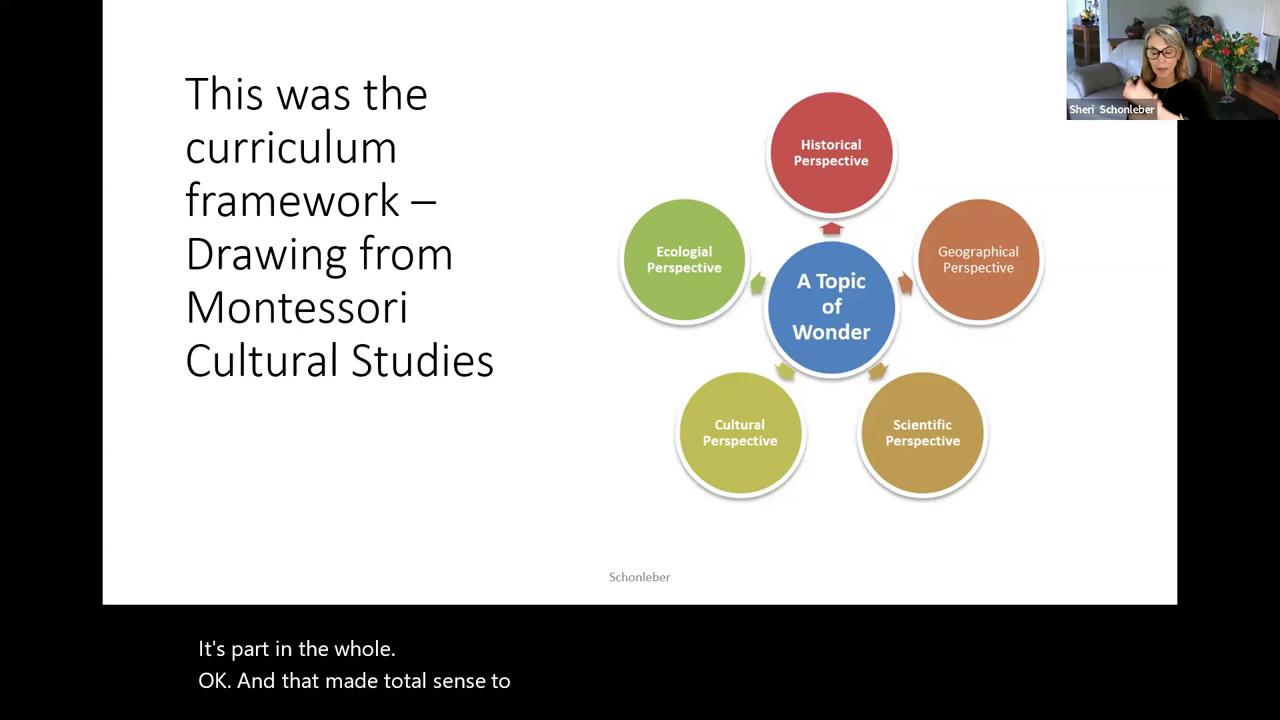 This was the
curriculum
framework –
Drawing from
Montessori
Cultural Studies
Historical
Perspective
Ecologial
Perspective
Geographical
Perspective
A Topic
of
Wonder
Cultural
Perspective
Scientific
Perspective
Schonleber
Sheri Schonleber
It's part in the whole.
OK. And that made total sense to